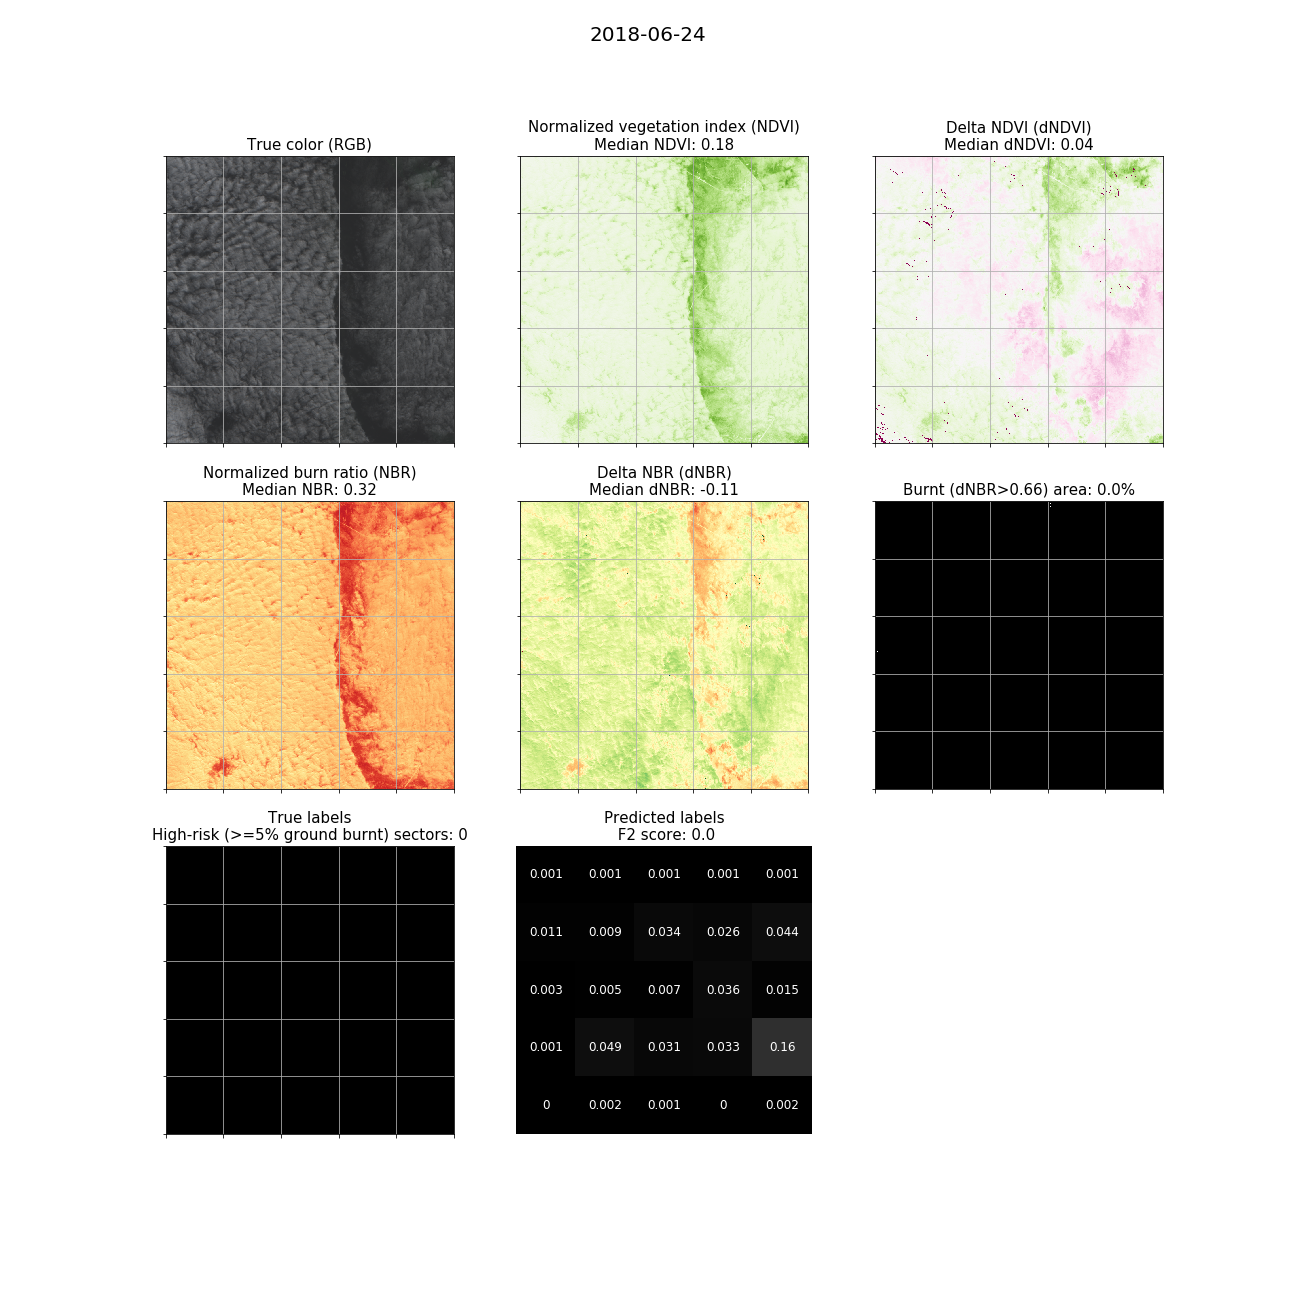 2018-06-24
True color (RGB)
Normalized vegetation index (NDVI)
Median NDVI: 0.18
Delta NDVI (dNDVI)
Median dNDVI: 0.04
Normalized burn ratio (NBR)
Median NBR: 0.32
Delta NBR (dNBR)
Median dNBR: -0.11
Burnt (dNBR>0.66) area: 0.0%
True labels
High-risk (>=5% ground burnt) sectors: 0
Predicted labels
F2 score: 0.0
0.001 0.001 0.001 0.001 0.001
0.011 0.009 0.034 0.026 0.044
0.003 0.005 0.007 0.036 0.015
0.001 0.049 0.031 0.033 0.16
0 0.002 0.001 0 0.002